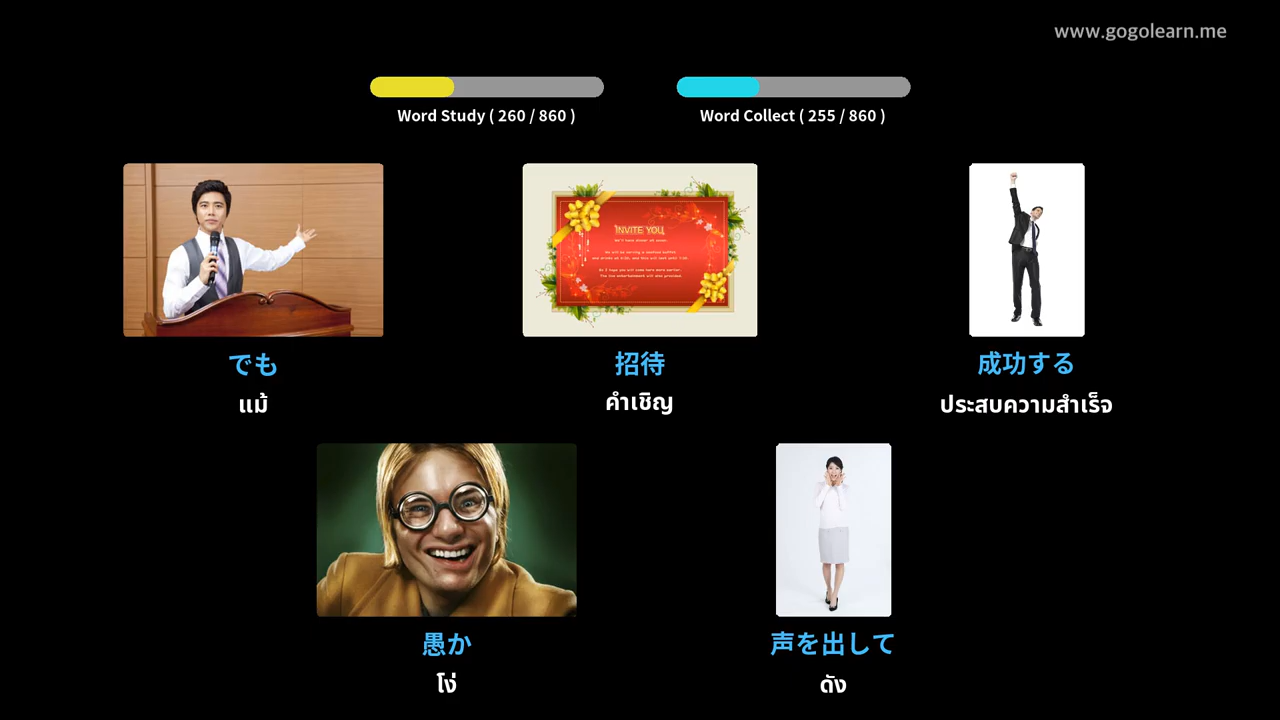 www.gogolearn.me
Word Study ( 260 / 860 )
Word Collect ( 255 / 860 )
INVITE YOU
でも
แม้
招待
คำเชิญ
成功する
ประสบความสำเร็จ
愚か
โง่
声を出して
ดัง